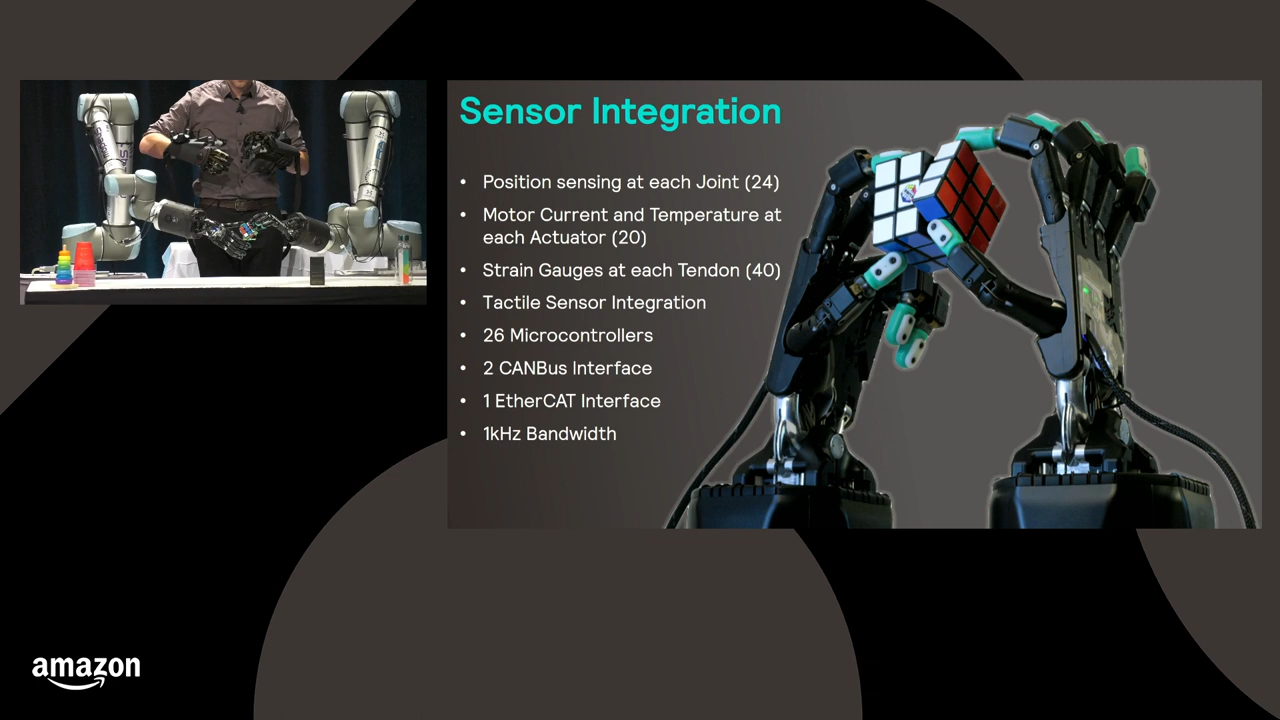 Sensor Integration
• Position sensing at each Joint (24)
• Motor Current and Temperature at
each Actuator (20)
• Strain Gauges at each Tendon (40)
• Tactile Sensor Integration
• 26 Microcontrollers
• 2 CANBus Interface
• 1 EtherCAT Interface
• 1kHz Bandwidth
amazon